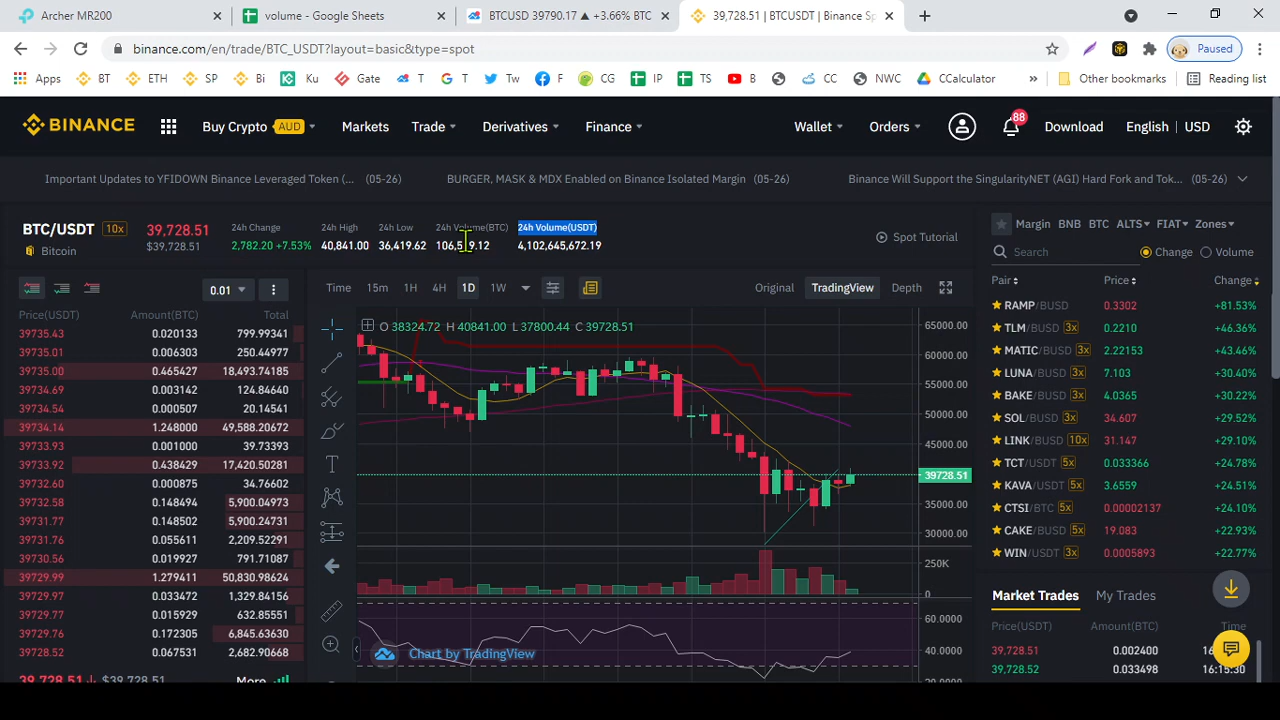 Archer MR200
volume - Google Sheets
BTCUSD 39790.17 ▲ +3.66% BTC
39,728.51 | BTCUSDT | Binance Sp
binance.com/en/trade/BTC_USDT?layout=basic&type=spot
Paused
Apps BT ETH SP Bi Ku Gate T T Tw F CG IP TS B CC NWC CCalculator » Other bookmarks Reading list
BINANCE Buy Crypto AUD Markets Trade Derivatives Finance Wallet Orders 88 Download English | USD
Important Updates to YFIDOWN Binance Leveraged Token (... (05-26) BURGER, MASK & MDX Enabled on Binance Isolated Margin (05-26) Binance Will Support the SingularityNET (AGI) Hard Fork and Tok... (05-26)
BTC/USDT 10x
Bitcoin
39,728.51
$39,728.51
24h Change
2,782.20 +7.53%
24h High
40,841.00
24h Low
36,419.62
24h Volume(BTC)
24h Volume(USDT)
4,102,645,672.19
Spot Tutorial
0.01
Price(USDT) Amount(BTC) Total
39735.43 0.020133 799.99341
39735.01 0.006303 250.44977
39735.00 0.465427 18,493.74185
39734.69 0.003142 124.84640
39734.54 0.000507 20.14541
39734.14 1.248000 49,588.20672
39733.93 0.001000 39.73393
39733.92 0.438429 17,420.50281
39732.60 0.000875 34.76602
39732.58 0.148494 5,900.04973
39731.77 0.148502 5,900.24731
39731.76 0.055611 2,209.52291
39730.56 0.019927 791.71087
39729.99 1.279411 50,830.98624
39729.97 0.033472 1,329.84156
39729.77 0.015929 632.85551
39729.76 0.172305 6,845.63630
39728.52 0.067531 2,682.90668
39,728.51 $39,728.51 More
Time 15m 1H 4H 1D 1W Original TradingView Depth
O 38324.72 H 40841.00 L 37800.44 C 39728.51
65000.00
60000.00
55000.00
50000.00
45000.00
39728.51
35000.00
30000.00
250K
0
60.0000
40.0000
20.0000
Chart by TradingView
Margin BNB BTC ALTS FIAT Zones
Search Change Volume
Pair Price Change
RAMP/BUSD 0.3302 +81.53%
TLM/BUSD 3x 0.2210 +46.36%
MATIC/BUSD 3x 2.22153 +43.46%
LUNA/BUSD 3x 7.103 +30.40%
BAKE/BUSD 3x 4.0365 +30.22%
SOL/BUSD 3x 34.607 +29.52%
LINK/BUSD 10x 31.147 +29.10%
TCT/USDT 5x 0.033366 +24.78%
KAVA/USDT 5x 3.6559 +24.51%
CTSI/BTC 5x 0.00002137 +24.10%
CAKE/BUSD 5x 19.083 +22.93%
WIN/USDT 3x 0.0005893 +22.77%
Market Trades My Trades
Price(USDT) Amount(BTC) Time
39,728.51 0.002400
39,728.52 0.033498 16:15:30